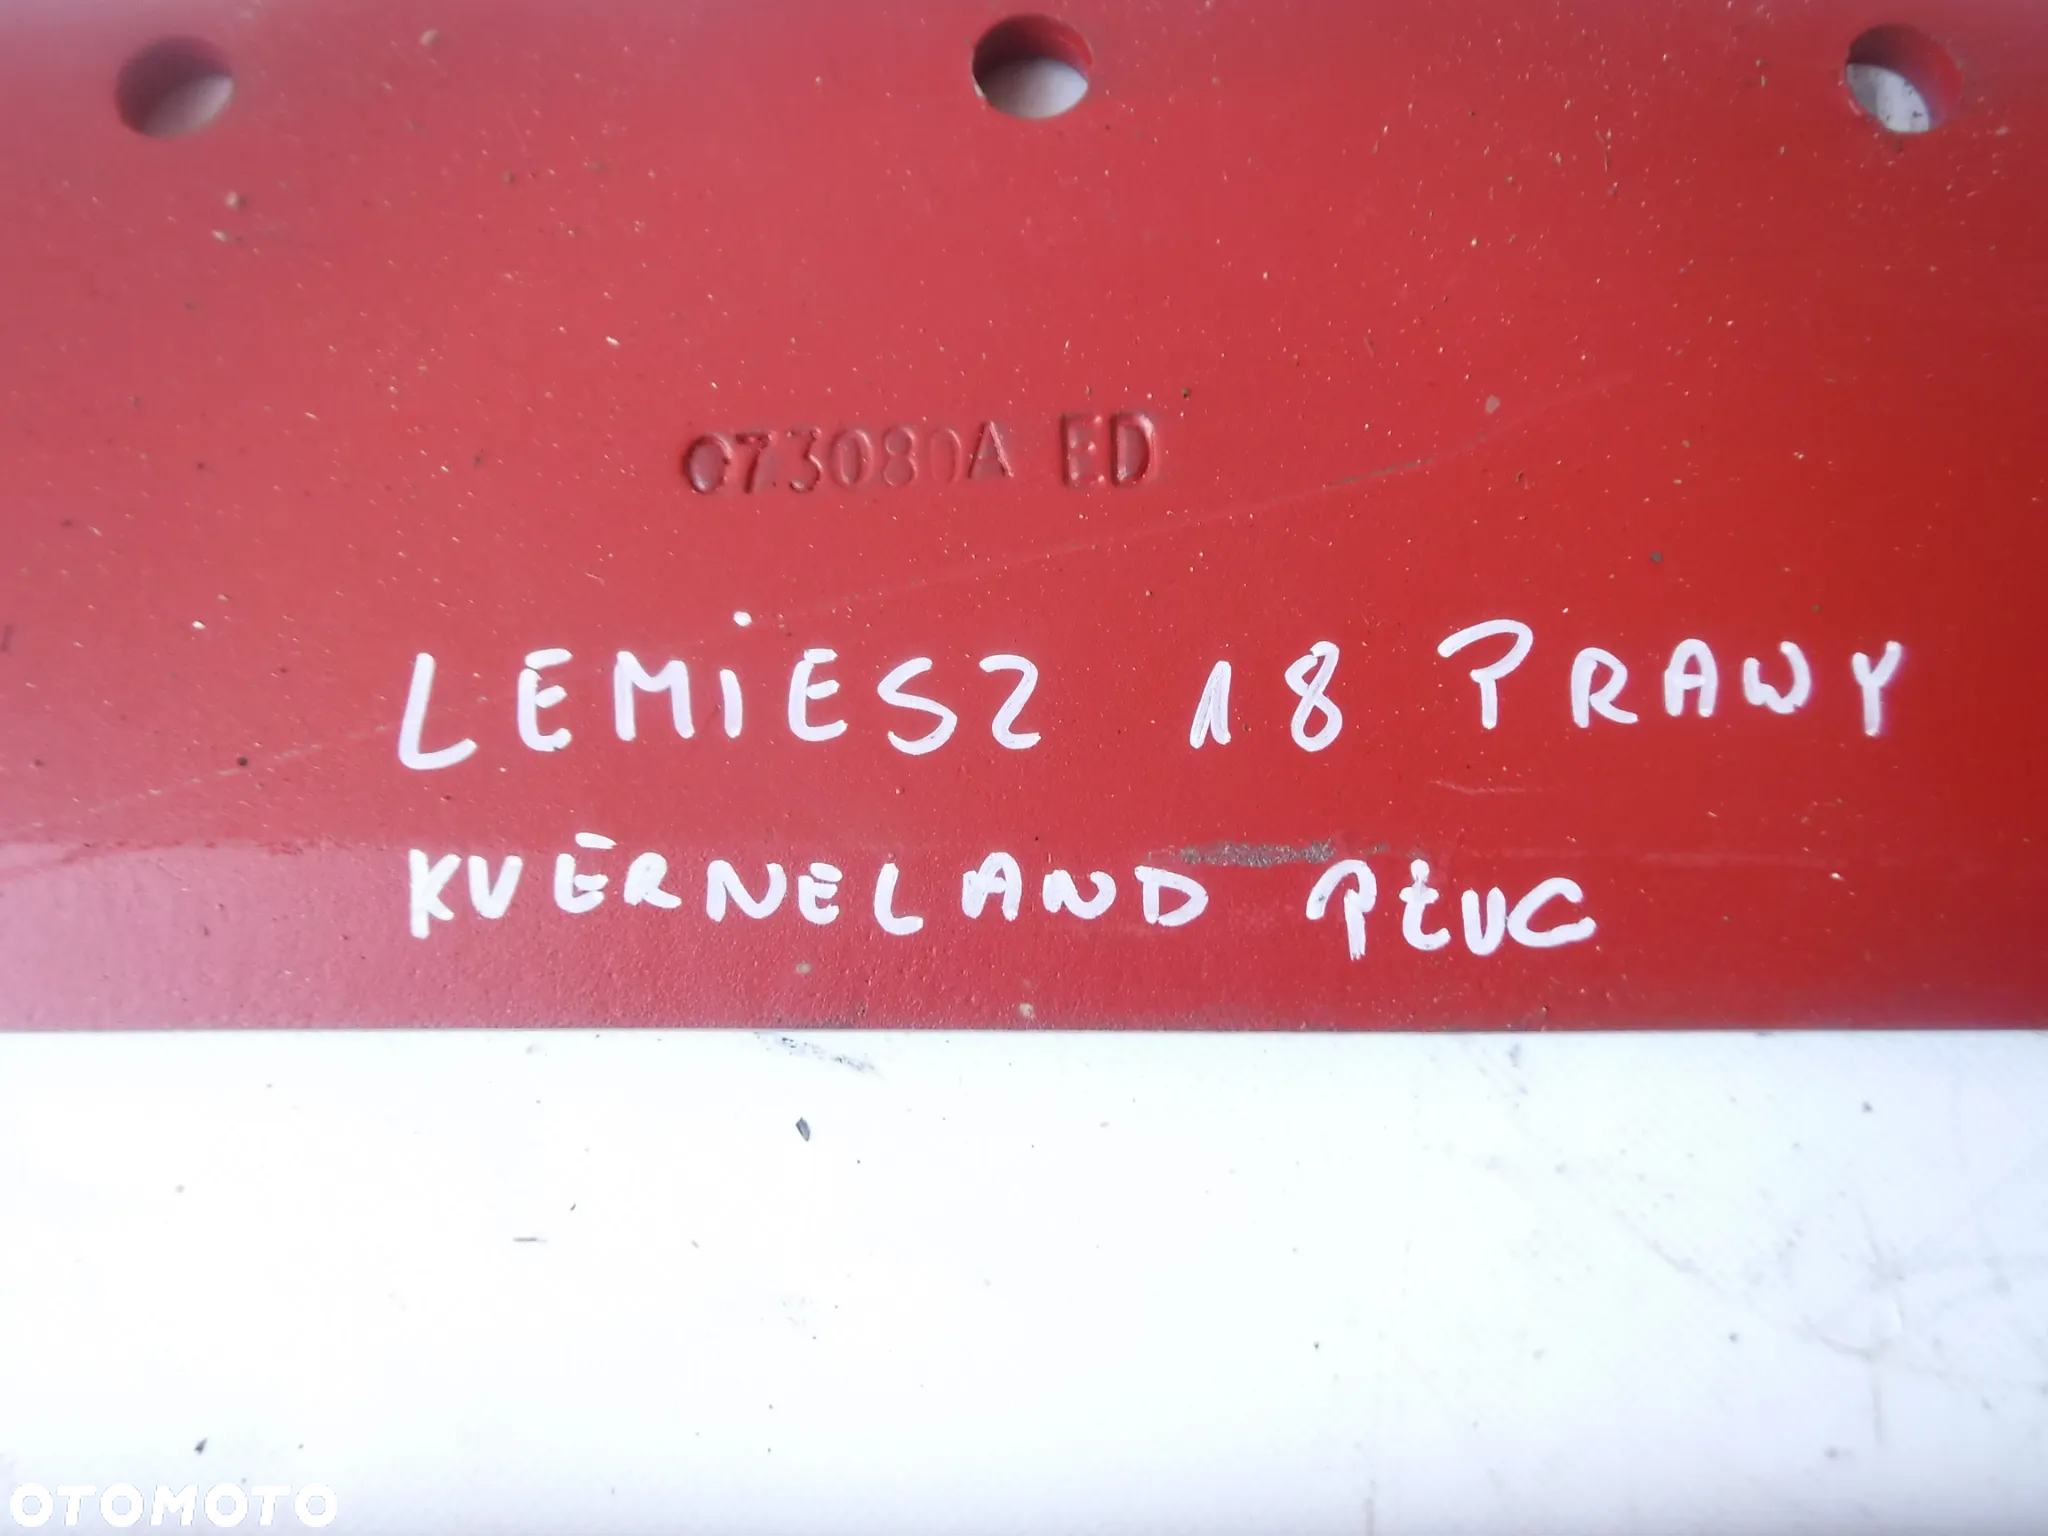 073080A ED
LEMIESZ 18 PRAWY
KVERNELAND PŁUG
OTOMOTO